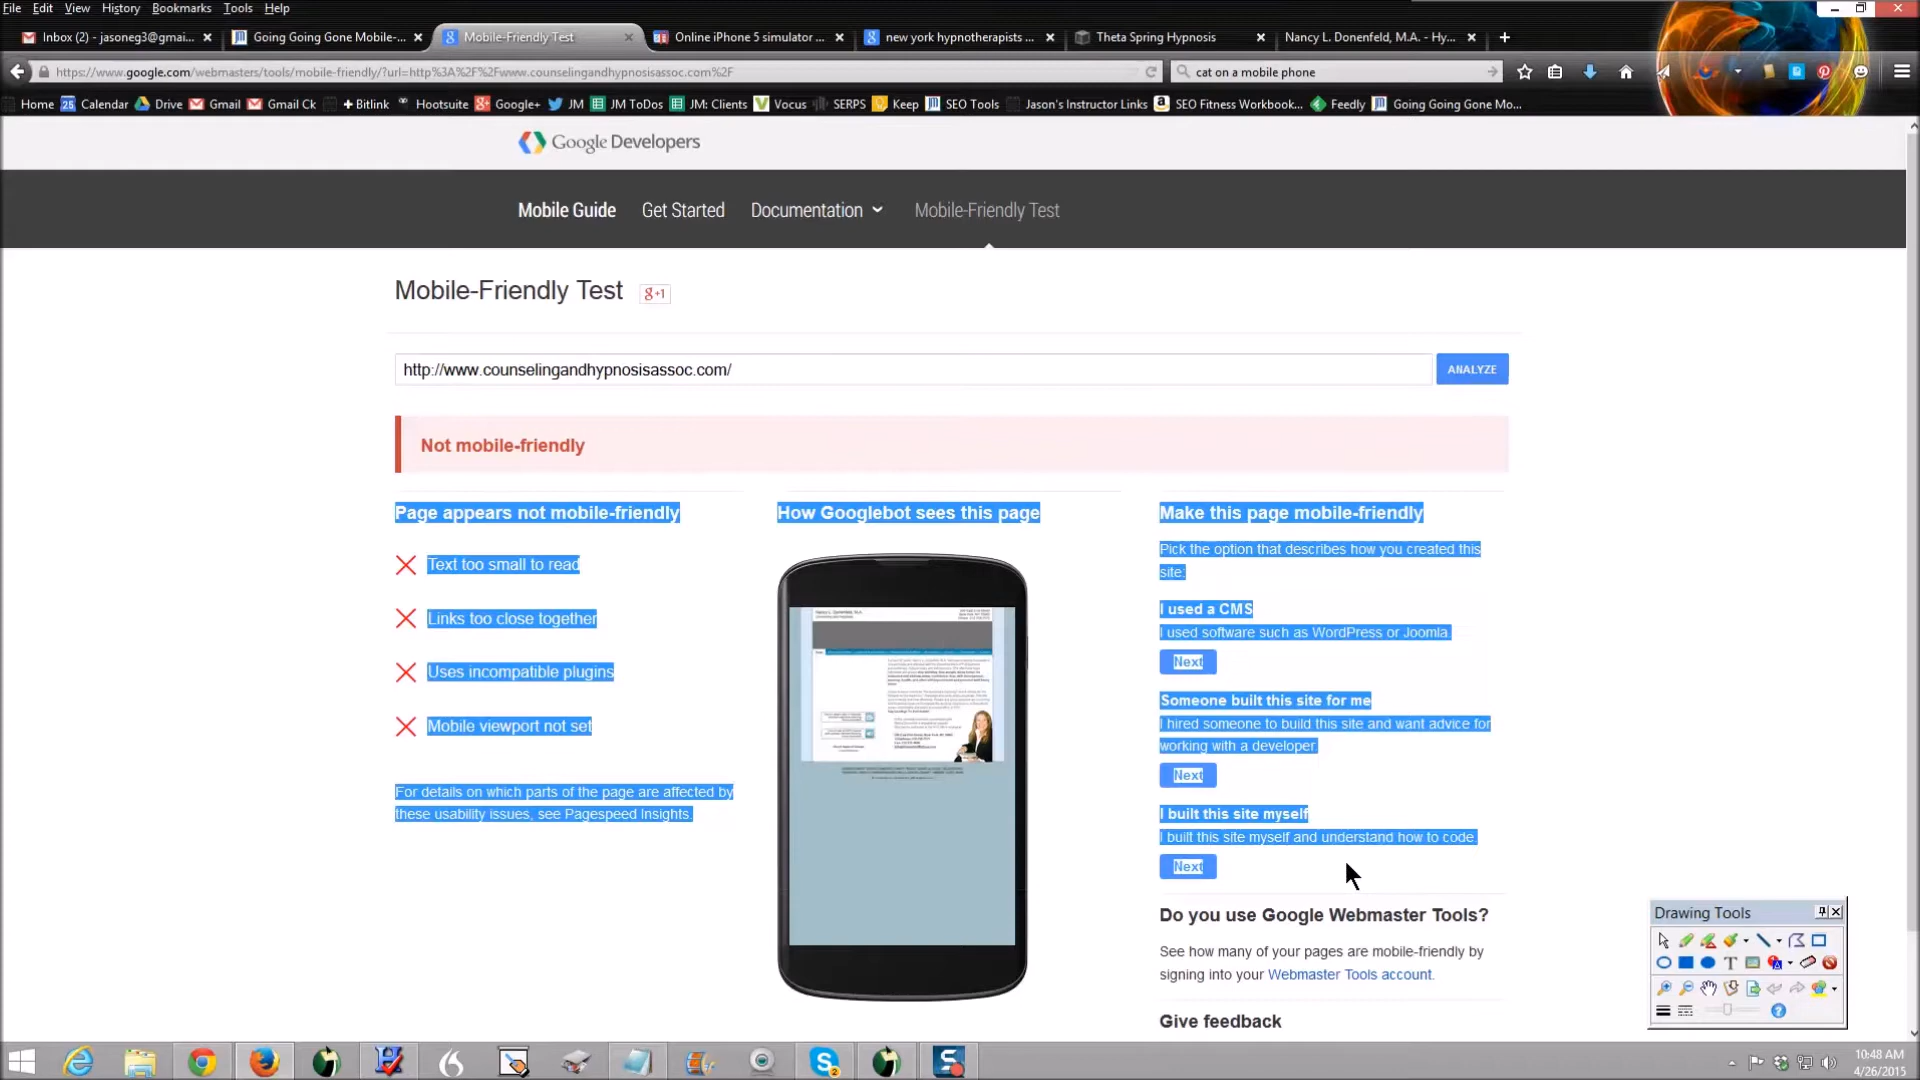 File Edit View History Bookmarks Tools Help
Inbox (2) - jasoneg3@gmai...
Going Going Gone Mobile-...
Mobile-Friendly Test
Online iPhone 5 simulator ...
new york hypnotherapists ...
Theta Spring Hypnosis
Nancy L. Donenfeld, M.A. - Hy...
https://www.google.com/webmasters/tools/mobile-friendly/?url=http%3A%2F%2Fwww.counselingandhypnosisassoc.com%2F
cat on a mobile phone
Home 25 Calendar Drive Gmail Gmail Ck + Bitlink Hootsuite Google+ JM JM ToDos JM: Clients Vocus SERPS Keep SEO Tools Jason's Instructor Links SEO Fitness Workbook... Feedly Going Going Gone Mo...
Google Developers
Mobile Guide Get Started Documentation Mobile-Friendly Test
Mobile-Friendly Test
g+1
http://www.counselingandhypnosisassoc.com/
ANALYZE
Not mobile-friendly
Page appears not mobile-friendly
Text too small to read
Links too close together
Uses incompatible plugins
Mobile viewport not set
For details on which parts of the page are affected by
these usability issues, see Pagespeed Insights.
How Googlebot sees this page
Make this page mobile-friendly
Pick the option that describes how you created this
site:
I used a CMS
I used software such as WordPress or Joomla.
Next
Someone built this site for me
I hired someone to build this site and want advice for
working with a developer
Next
I built this site myself
I built this site myself and understand how to code
Next
Do you use Google Webmaster Tools?
See how many of your pages are mobile-friendly by
signing into your Webmaster Tools account.
Give feedback
Drawing Tools
10:48 AM
4/26/2015